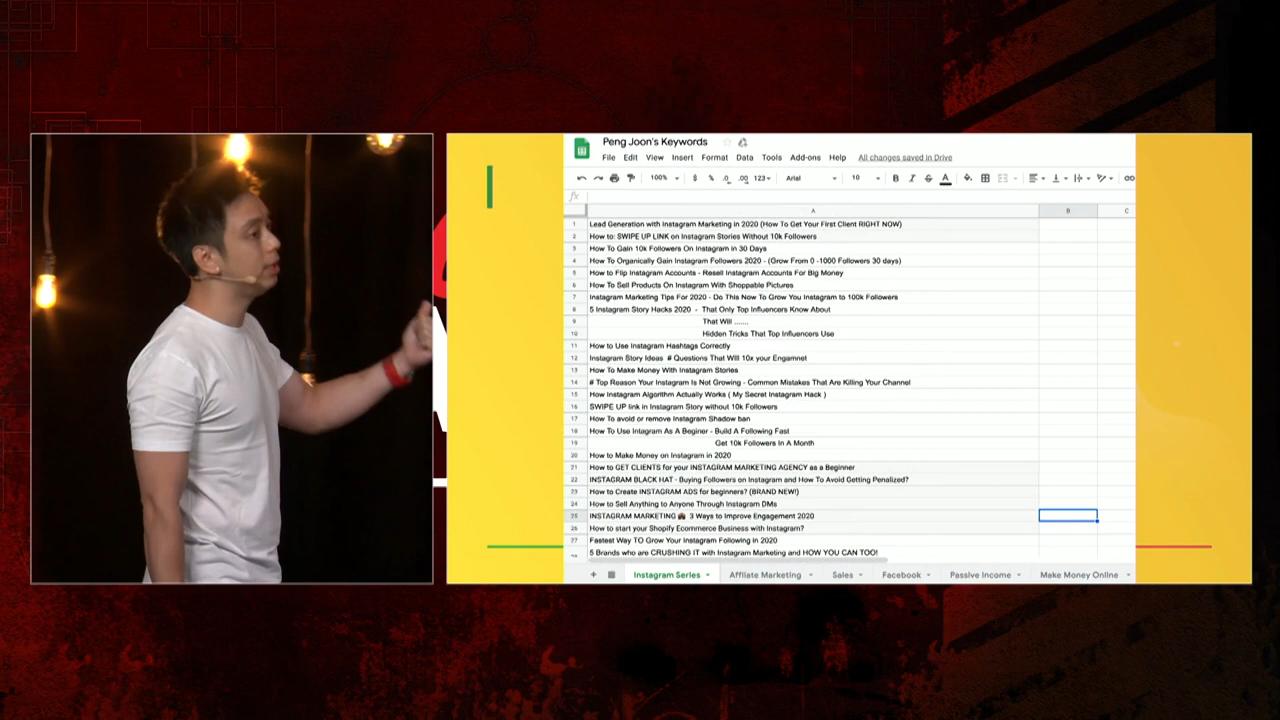 Peng Joon's Keywords
File Edit View Insert Format Data Tools Add-ons Help All changes saved in Drive
100% $ % .0 .00 123 Arial 10 B I S A
fx
A B C
1 Lead Generation with Instagram Marketing in 2020 (How To Get Your First Client RIGHT NOW)
2 How to: SWIPE UP LINK on Instagram Stories Without 10k Followers
3 How To Gain 10k Followers On Instagram in 30 Days
4 How To Organically Gain Instagram Followers 2020 - (Grow From 0 -1000 Followers 30 days)
5 How to Flip Instagram Accounts - Resell Instagram Accounts For Big Money
6 How To Sell Products On Instagram With Shoppable Pictures
7 Instagram Marketing Tips For 2020 - Do This Now To Grow You Instagram to 100k Followers
8 5 Instagram Story Hacks 2020 - That Only Top Influencers Know About
9 That Will .......
10 Hidden Tricks That Top Influencers Use
11 How to Use Instagram Hashtags Correctly
12 Instagram Story Ideas # Questions That Will 10x your Engamnet
13 How To Make Money With Instagram Stories
14 # Top Reason Your Instagram Is Not Growing - Common Mistakes That Are Killing Your Channel
15 How Instagram Algorithm Actually Works ( My Secret Instagram Hack )
16 SWIPE UP link in Instagram Story without 10k Followers
17 How To avoid or remove Instagram Shadow ban
18 How To Use Intagram As A Beginer - Build A Following Fast
19 Get 10k Followers In A Month
20 How to Make Money on Instagram in 2020
21 How to GET CLIENTS for your INSTAGRAM MARKETING AGENCY as a Beginner
22 INSTAGRAM BLACK HAT - Buying Followers on Instagram and How To Avoid Getting Penalized?
23 How to Create INSTAGRAM ADS for beginners? (BRAND NEW!)
24 How to Sell Anything to Anyone Through Instagram DMs
25 INSTAGRAM MARKETING 💼 3 Ways to Improve Engagement 2020
26 How to start your Shopify Ecommerce Business with Instagram?
27 Fastest Way TO Grow Your Instagram Following in 2020
5 Brands who are CRUSHING IT with Instagram Marketing and HOW YOU CAN TOO!
Instagram Series Affiliate Marketing Sales Facebook Passive Income Make Money Online